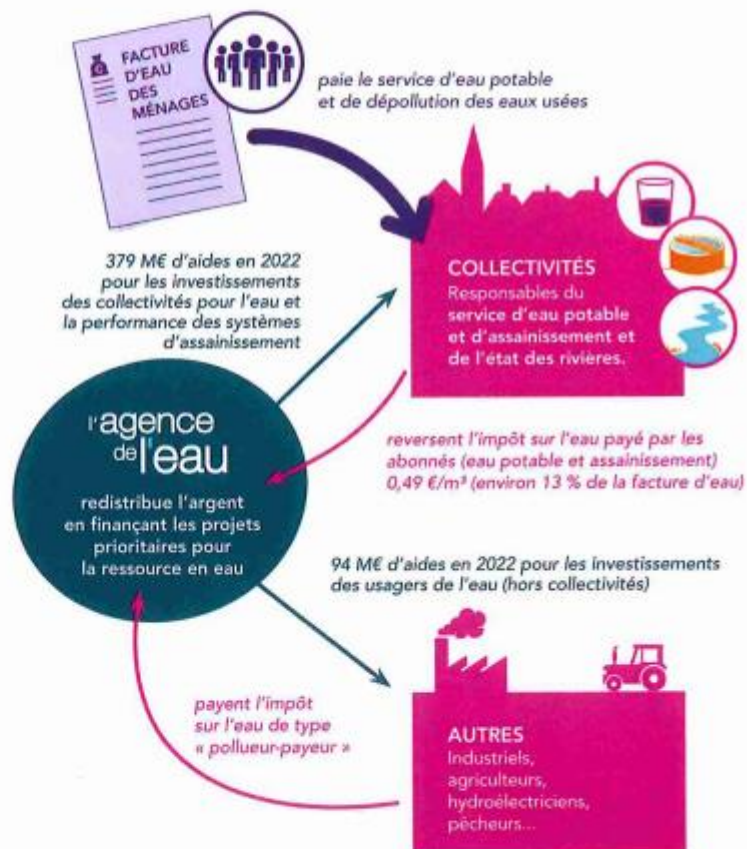 FACTURE
D'EAU
DES
MÉNAGES
paie le service d'eau potable
et de dépollution des eaux usées
379 M€ d'aides en 2022
pour les investissements
des collectivités pour l'eau et
la performance des systèmes
d'assainissement
COLLECTIVITÉS
Responsables du
service d'eau potable
et d'assainissement et
de l'état des rivières.
l'agence
de l'eau
redistribue l'argent
en finançant les projets
prioritaires pour
la ressource en eau
reversent l'impôt sur l'eau payé par les
abonnés (eau potable et assainissement)
0,49 €/m³ (environ 13 % de la facture d'eau)
94 M€ d'aides en 2022 pour les investissements
des usagers de l'eau (hors collectivités)
payent l'impôt
sur l'eau de type
« pollueur-payeur »
AUTRES
Industriels,
agriculteurs,
hydroélectriciens,
pêcheurs...